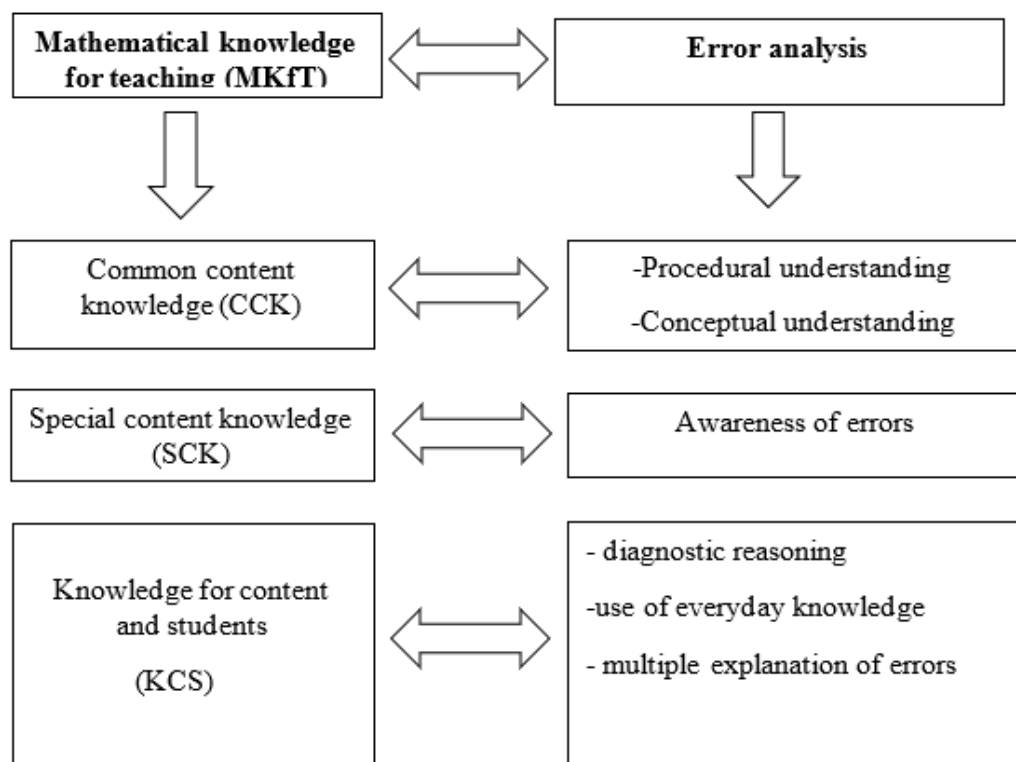 Mathematical knowledge
for teaching (MKfT)
Error analysis
Common content
knowledge (CCK)
-Procedural understanding
-Conceptual understanding
Special content knowledge
(SCK)
Awareness of errors
Knowledge for content
and students
(KCS)
- diagnostic reasoning
-use of everyday knowledge
- multiple explanation of errors